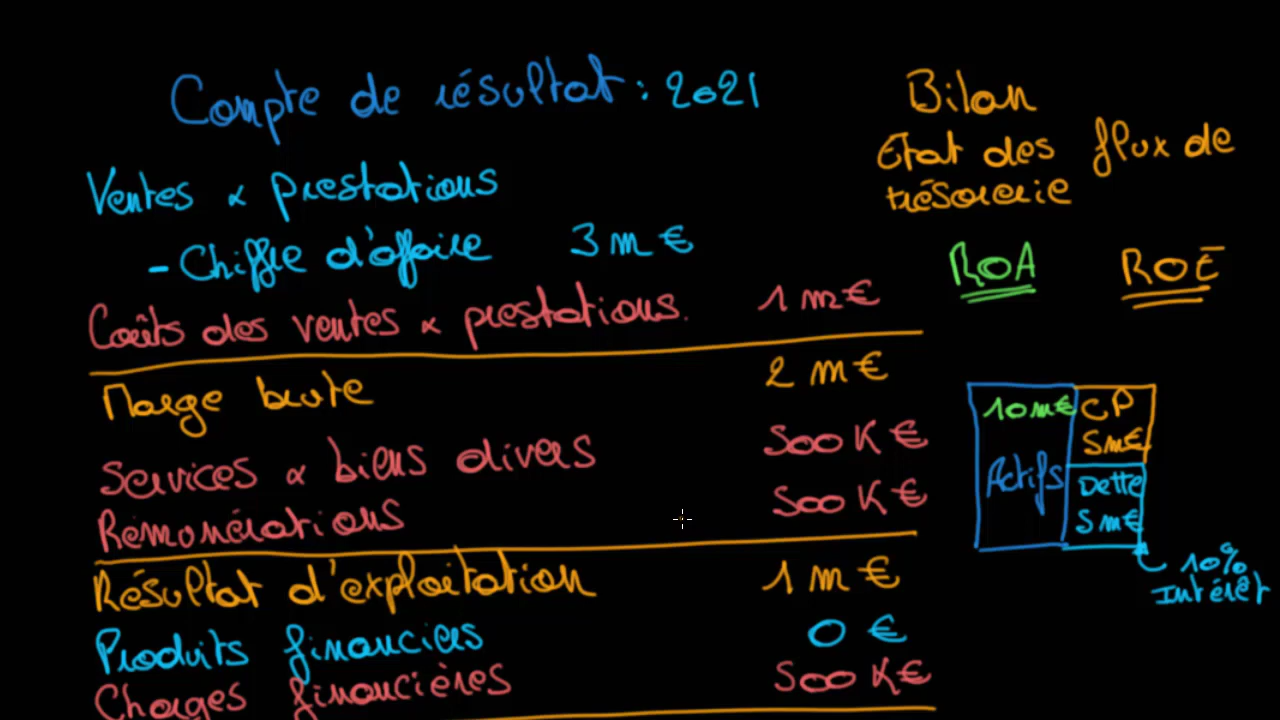 Compte de résultat : 2021
Ventes & prestations
- Chiffre d'affaire 3 m €
Coûts des ventes & prestations. 1 m €
Marge brute 2 m €
Services & biens divers 500 K €
Rémunérations 500 K €
Résultat d'exploitation 1 m €
Produits financiers 0 €
Charges financières 500 K €
Bilan
Etat des flux de
trésorerie
ROA ROE
10 m€ CP
5 m€
Actifs Dette
5 m€
10%
Intérêt